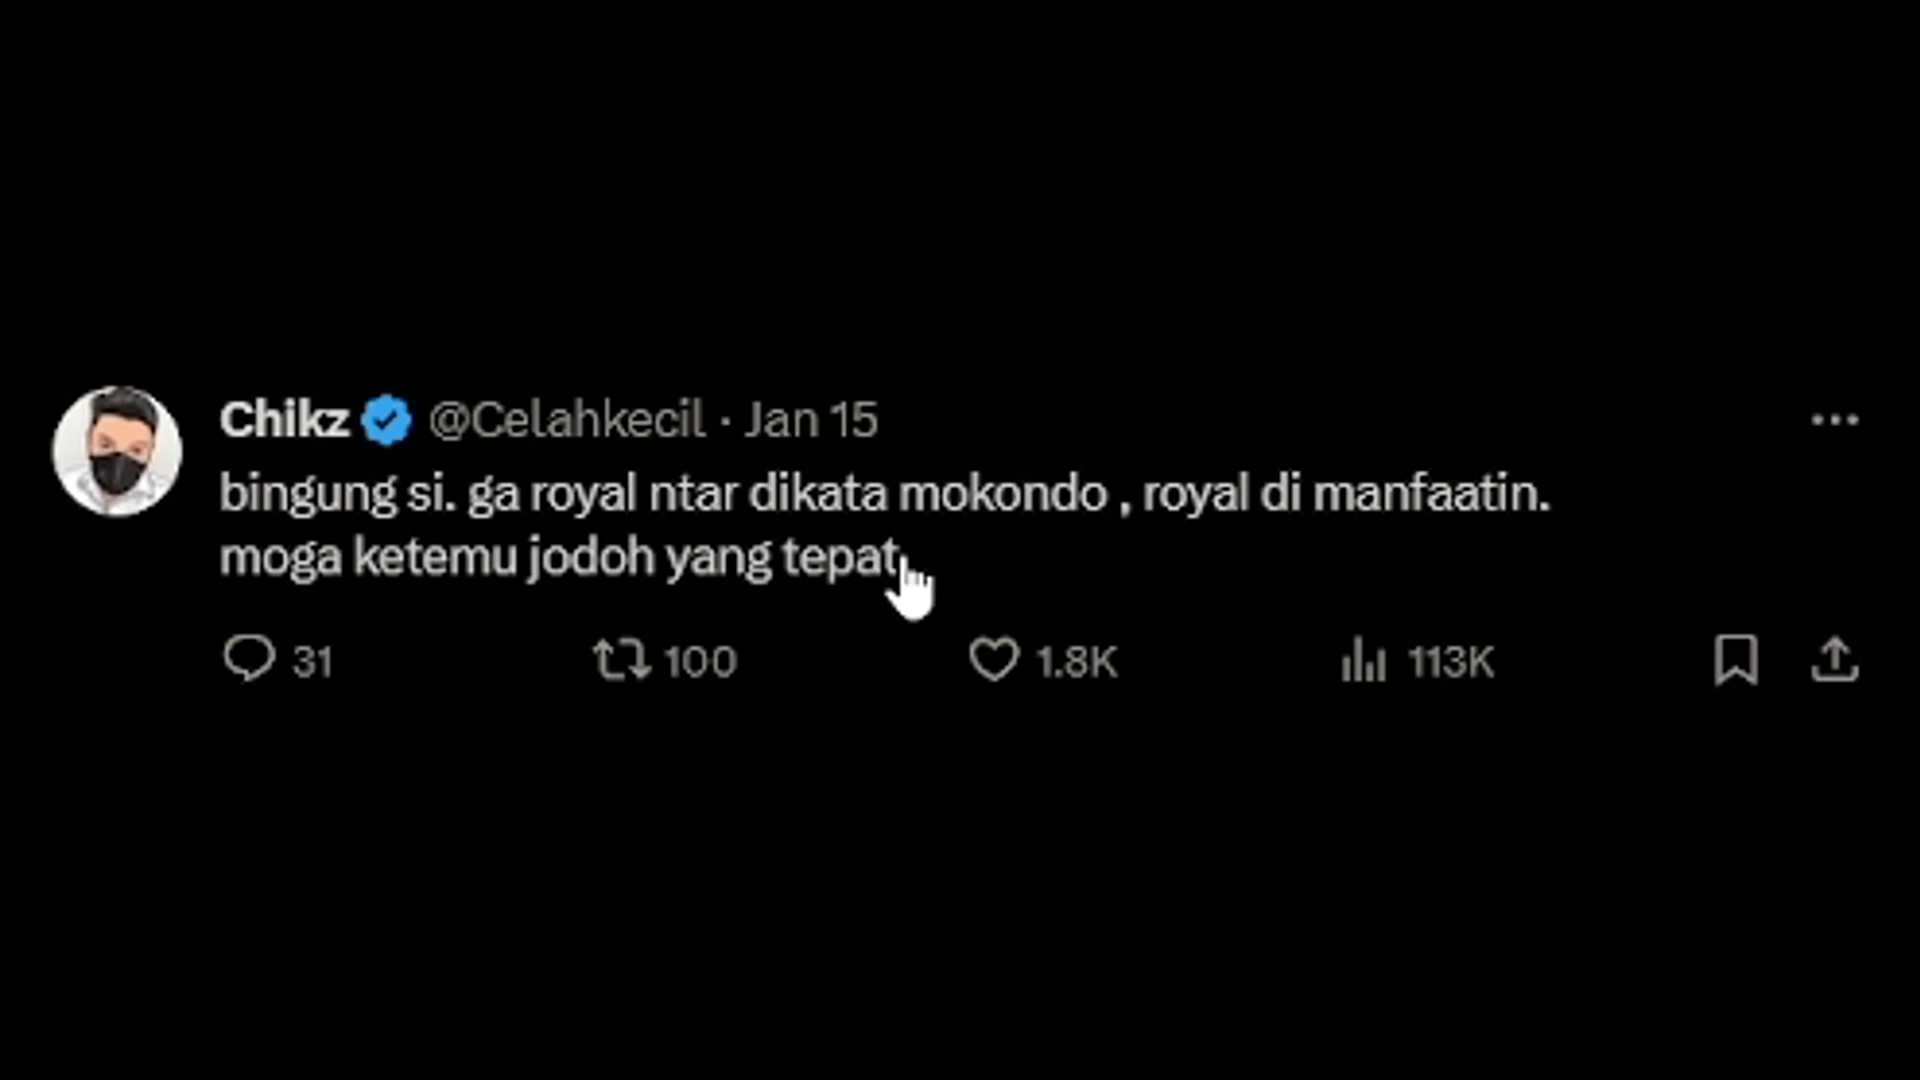 Chikz @Celahkecil · Jan 15
bingung si. ga royal ntar dikata mokondo , royal di manfaatin.
moga ketemu jodoh yang tepat
31 100 1.8K 113K